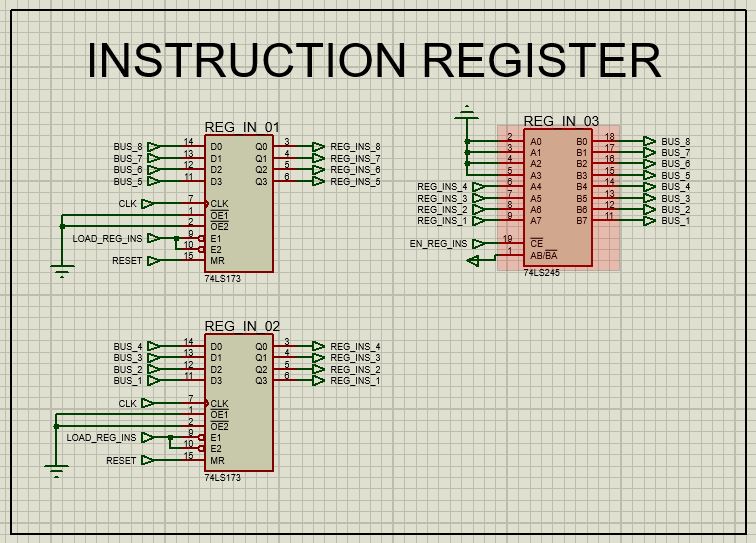 INSTRUCTION REGISTER
REG_IN_01
BUS_8 14 D0 Q0 3 REG_INS_8
BUS_7 13 D1 Q1 4 REG_INS_7
BUS_6 12 D2 Q2 5 REG_INS_6
BUS_5 11 D3 Q3 6 REG_INS_5
CLK 7 CLK
1 OE1
2 OE2
LOAD_REG_INS 9 E1
10 E2
RESET 15 MR
74LS173
REG_IN_03
2 A0 B0 18 BUS_8
3 A1 B1 17 BUS_7
4 A2 B2 16 BUS_6
5 A3 B3 15 BUS_5
REG_INS_4 6 A4 B4 14 BUS_4
REG_INS_3 7 A5 B5 13 BUS_3
REG_INS_2 8 A6 B6 12 BUS_2
REG_INS_1 9 A7 B7 11 BUS_1
EN_REG_INS 19 CE
1 AB/BA
74LS245
REG_IN_02
BUS_4 14 D0 Q0 3 REG_INS_4
BUS_3 13 D1 Q1 4 REG_INS_3
BUS_2 12 D2 Q2 5 REG_INS_2
BUS_1 11 D3 Q3 6 REG_INS_1
CLK 7 CLK
1 OE1
2 OE2
LOAD_REG_INS 9 E1
10 E2
RESET 15 MR
74LS173